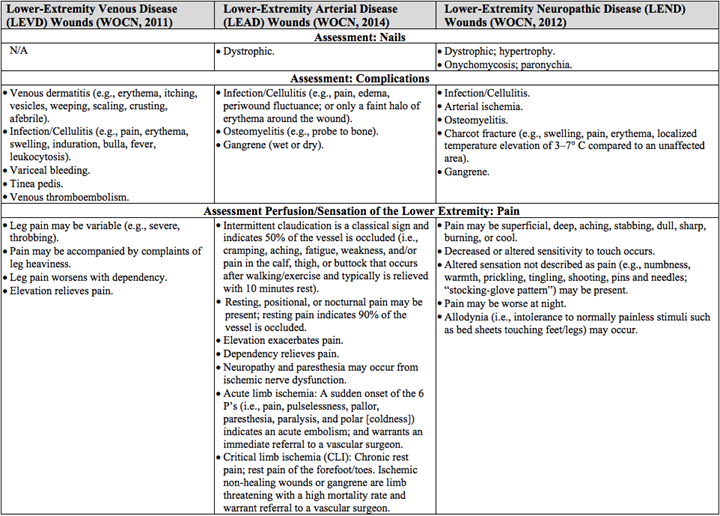 Lower-Extremity Venous Disease
(LEVD) Wounds (WOCN, 2011)
Lower-Extremity Arterial Disease
(LEAD) Wounds (WOCN, 2014)
Lower-Extremity Neuropathic Disease (LEND)
Wounds (WOCN, 2012)
Assessment: Nails
N/A
• Dystrophic.
• Dystrophic; hypertrophy.
• Onychomycosis; paronychia.
Assessment: Complications
• Venous dermatitis (e.g., erythema, itching,
vesicles, weeping, scaling, crusting,
afebrile).
• Infection/Cellulitis (e.g., pain, erythema,
swelling, induration, bulla, fever,
leukocytosis).
• Variceal bleeding.
• Tinea pedis.
• Venous thromboembolism.
• Infection/Cellulitis (e.g., pain, edema,
periwound fluctuance; or only a faint halo of
erythema around the wound).
• Osteomyelitis (e.g., probe to bone).
• Gangrene (wet or dry).
• Infection/Cellulitis.
• Arterial ischemia.
• Osteomyelitis.
• Charcot fracture (e.g., swelling, pain, erythema, localized
temperature elevation of 3–7° C compared to an unaffected
area).
• Gangrene.
Assessment Perfusion/Sensation of the Lower Extremity: Pain
• Leg pain may be variable (e.g., severe,
throbbing).
• Pain may be accompanied by complaints of
leg heaviness.
• Leg pain worsens with dependency.
• Elevation relieves pain.
• Intermittent claudication is a classical sign and
indicates 50% of the vessel is occluded (i.e.,
cramping, aching, fatigue, weakness, and/or
pain in the calf, thigh, or buttock that occurs
after walking/exercise and typically is relieved
with 10 minutes rest).
• Resting, positional, or nocturnal pain may be
present; resting pain indicates 90% of the
vessel is occluded.
• Elevation exacerbates pain.
• Dependency relieves pain.
• Neuropathy and paresthesia may occur from
ischemic nerve dysfunction.
• Acute limb ischemia: A sudden onset of the 6
P's (i.e., pain, pulselessness, pallor,
paresthesia, paralysis, and polar [coldness])
indicates an acute embolism; and warrants an
immediate referral to a vascular surgeon.
• Critical limb ischemia (CLI): Chronic rest
pain; rest pain of the forefoot/toes. Ischemic
non-healing wounds or gangrene are limb
threatening with a high mortality rate and
warrant referral to a vascular surgeon.
• Pain may be superficial, deep, aching, stabbing, dull, sharp,
burning, or cool.
• Decreased or altered sensitivity to touch occurs.
• Altered sensation not described as pain (e.g., numbness,
warmth, prickling, tingling, shooting, pins and needles;
“stocking-glove pattern”) may be present.
• Pain may be worse at night.
• Allodynia (i.e., intolerance to normally painless stimuli such
as bed sheets touching feet/legs) may occur.